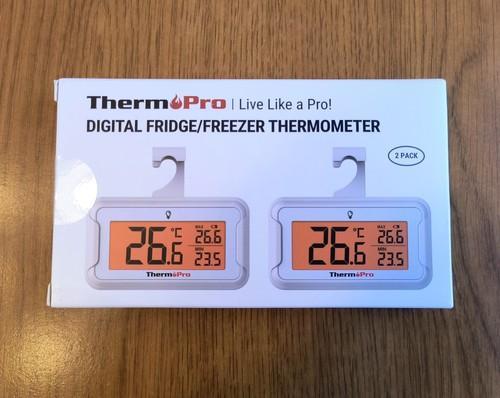 ThermoPro | Live Like a Pro!
DIGITAL FRIDGE/FREEZER THERMOMETER
2 PACK
26.6 °C
MAX
26.6
MIN
23.5
ThermoPro
26.6 °C
MAX
26.6
MIN
23.5
ThermoPro